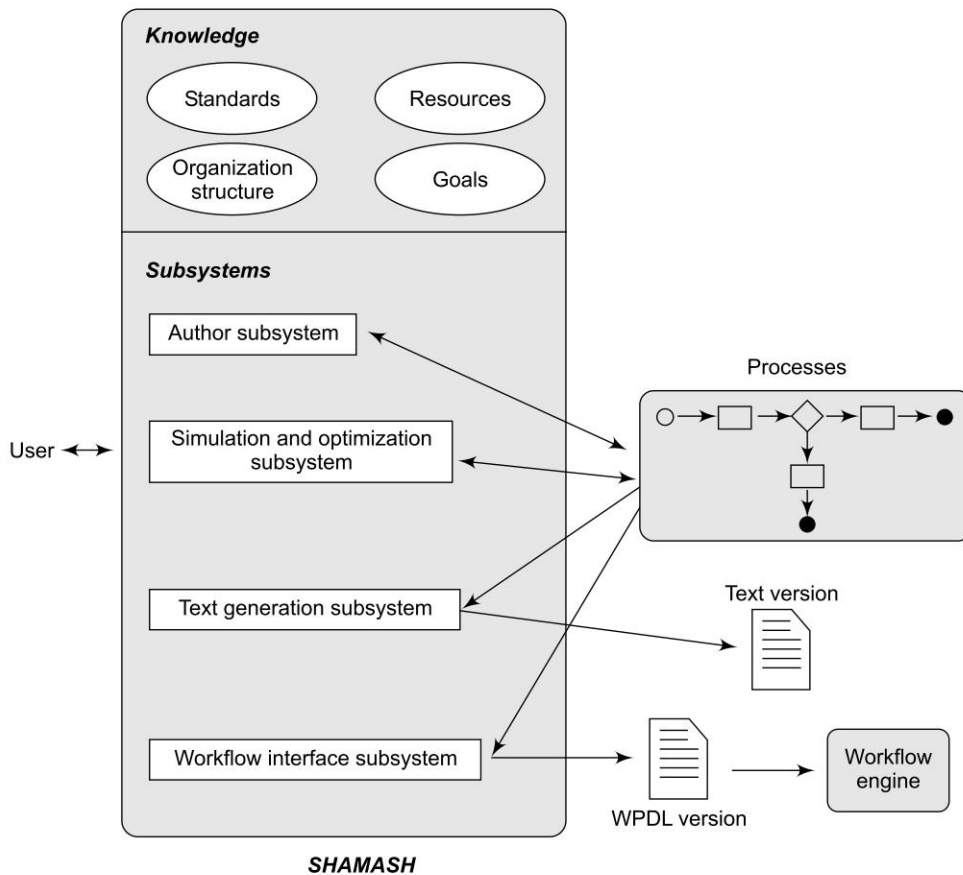 Knowledge
Standards
Resources
Organization
structure
Goals
Subsystems
Author subsystem
Processes
User
Simulation and optimization
subsystem
Text generation subsystem
Text version
Workflow interface subsystem
Workflow
engine
WPDL version
SHAMASH